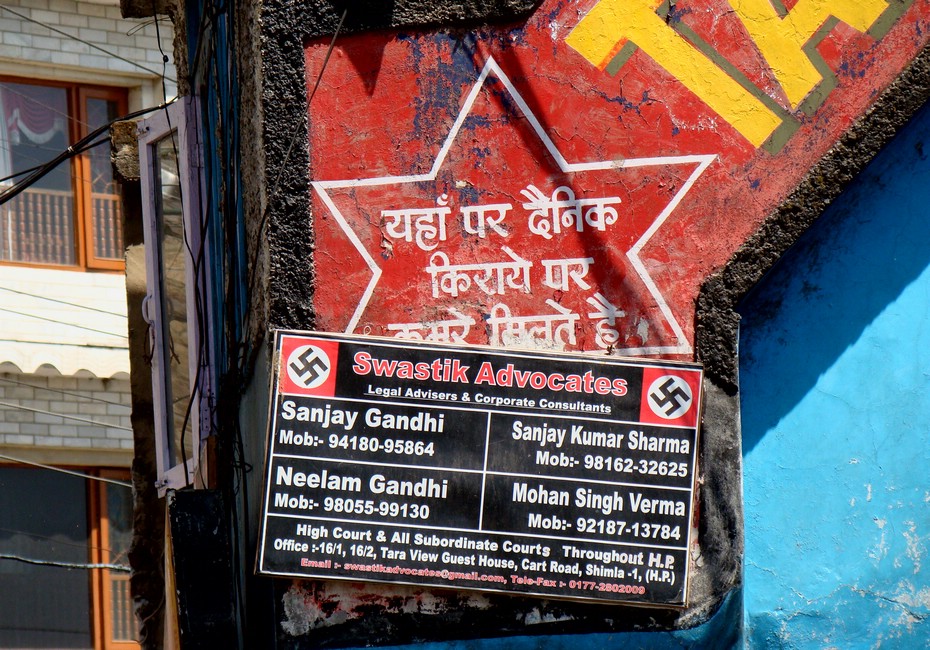 TA
यहाँ पर दैनिक
किराये पर
कमरे मिलते है
Swastik Advocates
Legal Advisers & Corporate Consultants
Sanjay Gandhi
Mob:- 94180-95864
Sanjay Kumar Sharma
Mob:- 98162-32625
Neelam Gandhi
Mob:- 98055-99130
Mohan Singh Verma
Mob:- 92187-13784
High Court & All Subordinate Courts Throughout H.P.
Office :-16/1, 16/2, Tara View Guest House, Cart Road, Shimla -1, (H.P.)
Email :- swastikadvocates@gmail.com, Tele-Fax :- 0177-2802009